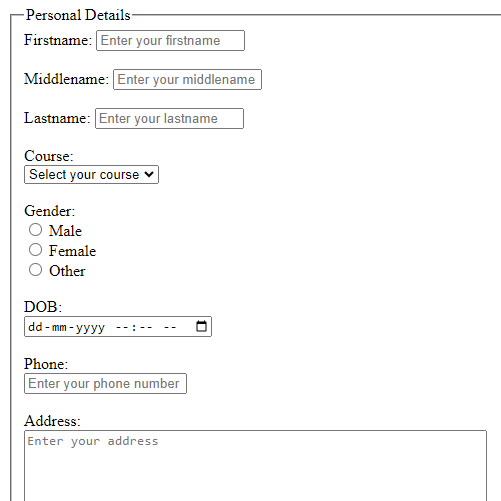 Personal Details
Firstname: Enter your firstname
Middlename: Enter your middlename
Lastname: Enter your lastname
Course:
Select your course
Gender:
Male
Female
Other
DOB:
dd-mm-yyyy --:-- --
Phone:
Enter your phone number
Address:
Enter your address